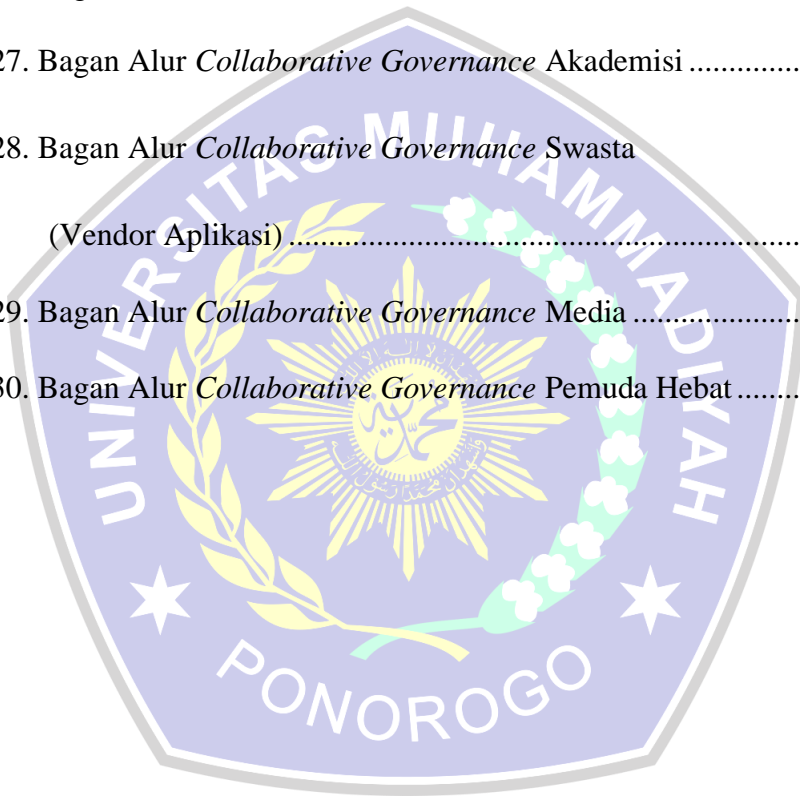 27. Bagan Alur Collaborative Governance Akademisi ..............
28. Bagan Alur Collaborative Governance Swasta
(Vendor Aplikasi) ................................................................
29. Bagan Alur Collaborative Governance Media .....................
30. Bagan Alur Collaborative Governance Pemuda Hebat ........
UNIVERSITAS MUHAMMADIYAH
PONOROGO